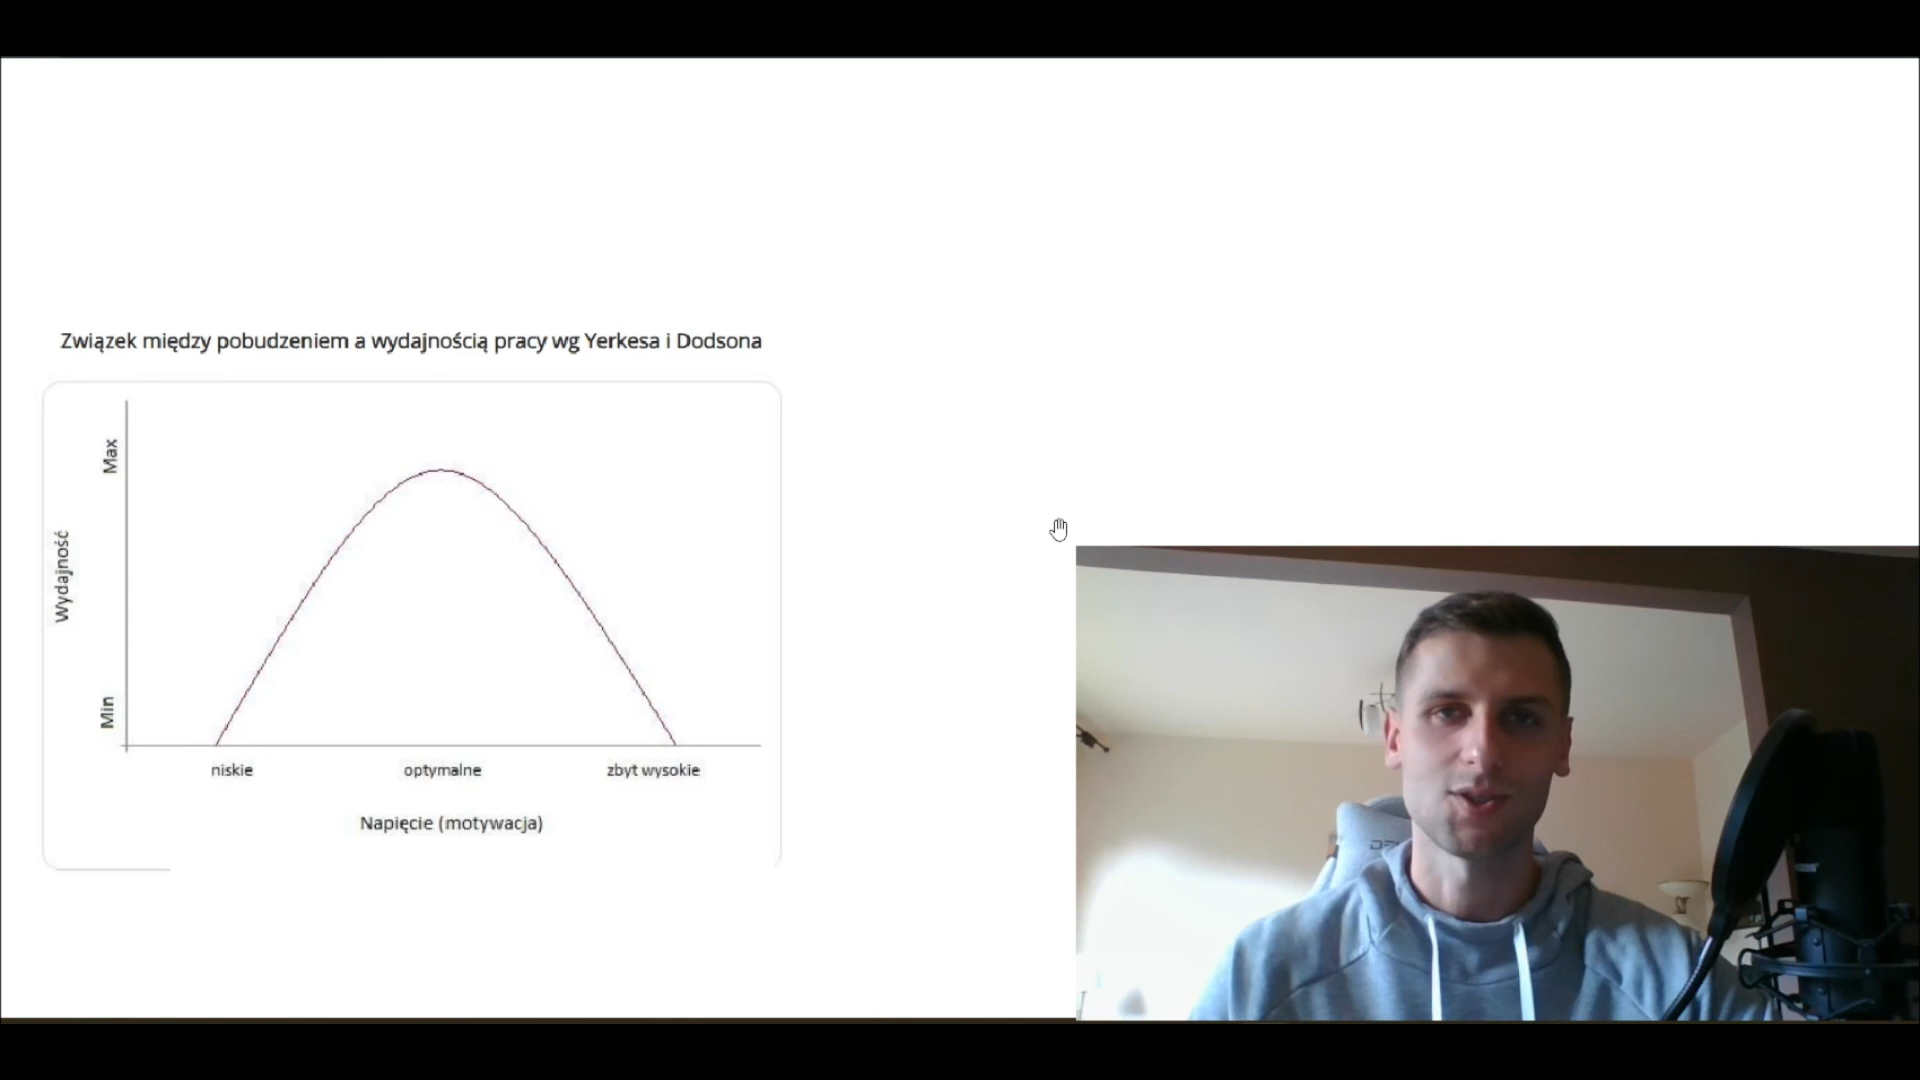 Związek między pobudzeniem a wydajnością pracy wg Yerkesa i Dodsona
Max
Wydajność
Min
niskie optymalne zbyt wysokie
Napięcie (motywacja)